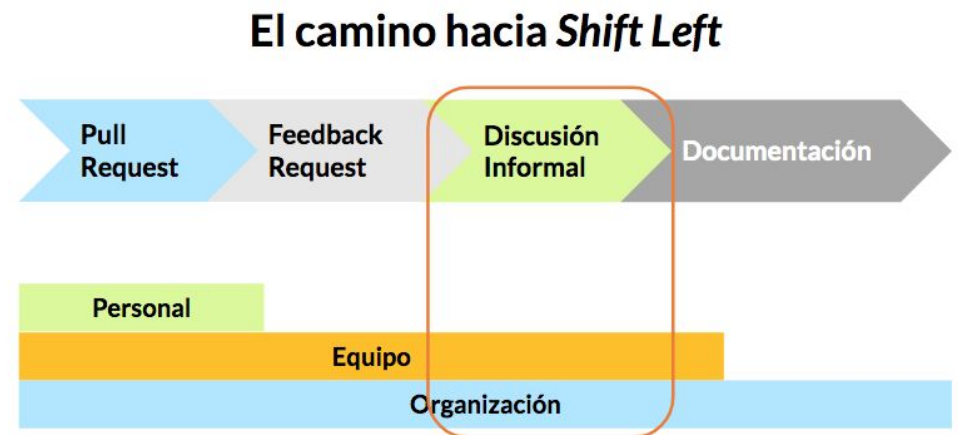 El camino hacia Shift Left
Pull
Request
Feedback
Request
Discusión
Informal
Documentación
Personal
Equipo
Organización